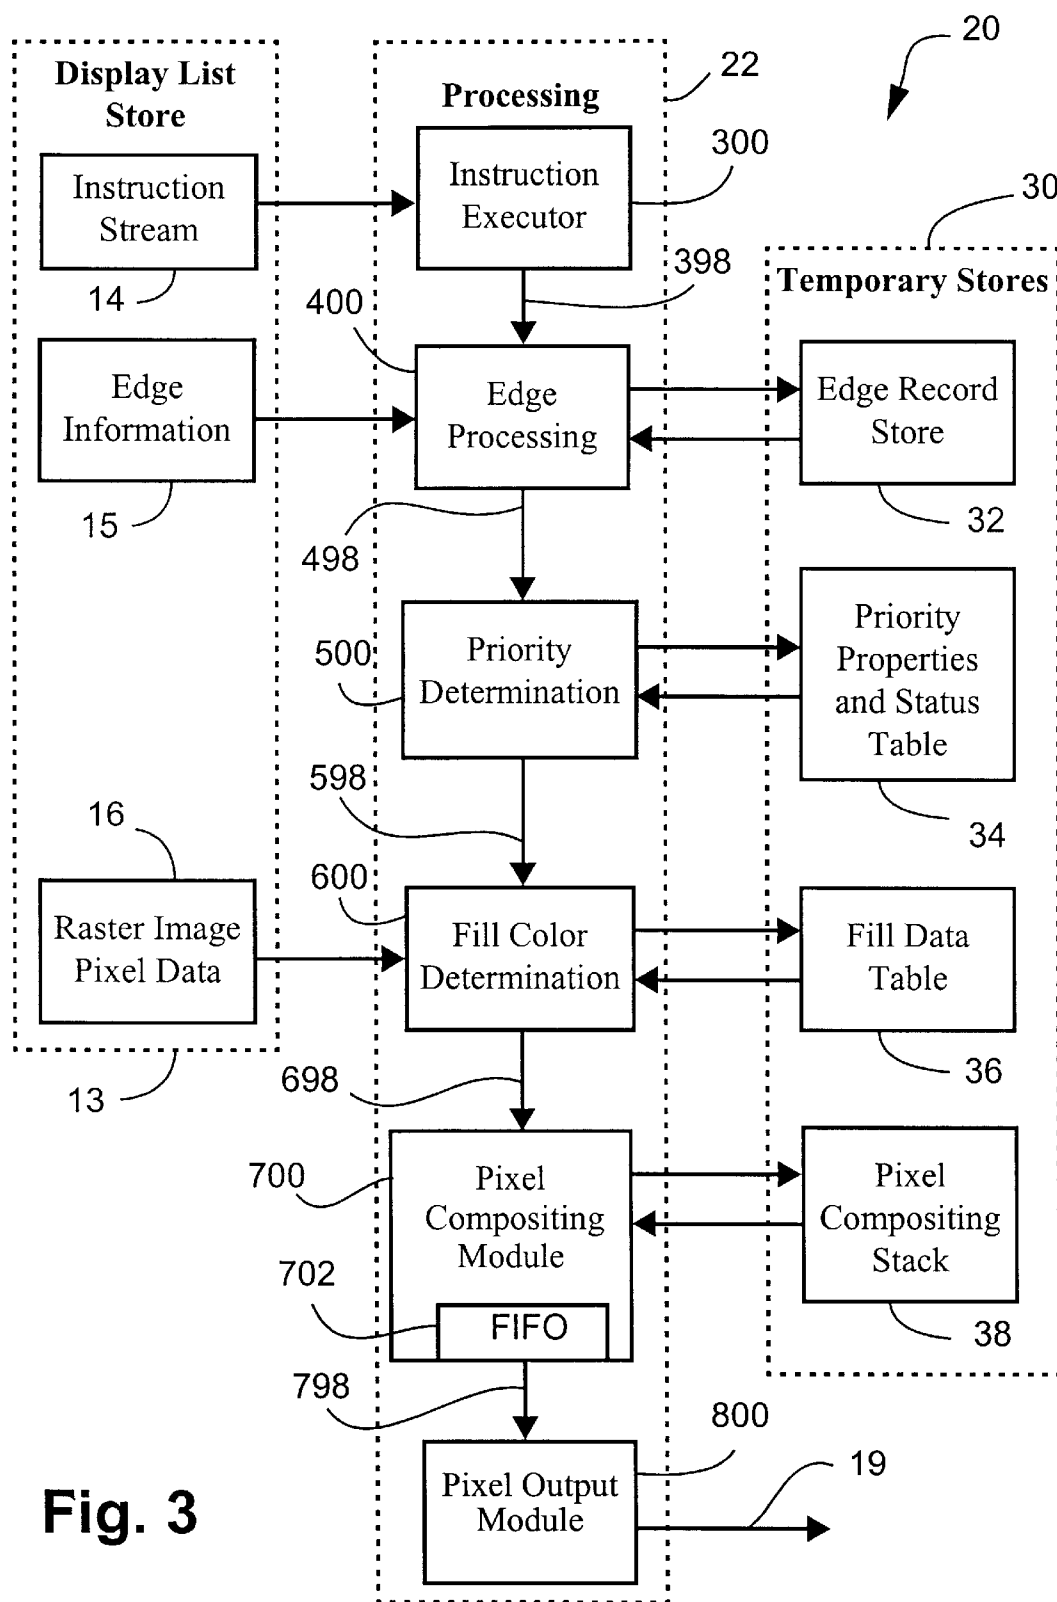 20
Display List
Store
Processing
22
Instruction
Stream
14
Instruction
Executor
300
398
30
Temporary Stores
400
Edge
Information
15
Edge
Processing
498
Edge Record
Store
32
500
Priority
Determination
598
Priority
Properties
and Status
Table
34
16
Raster Image
Pixel Data
13
600
Fill Color
Determination
698
Fill Data
Table
36
700
Pixel
Compositing
Module
702
FIFO
798
Pixel
Compositing
Stack
38
800
Pixel Output
Module
19
Fig. 3